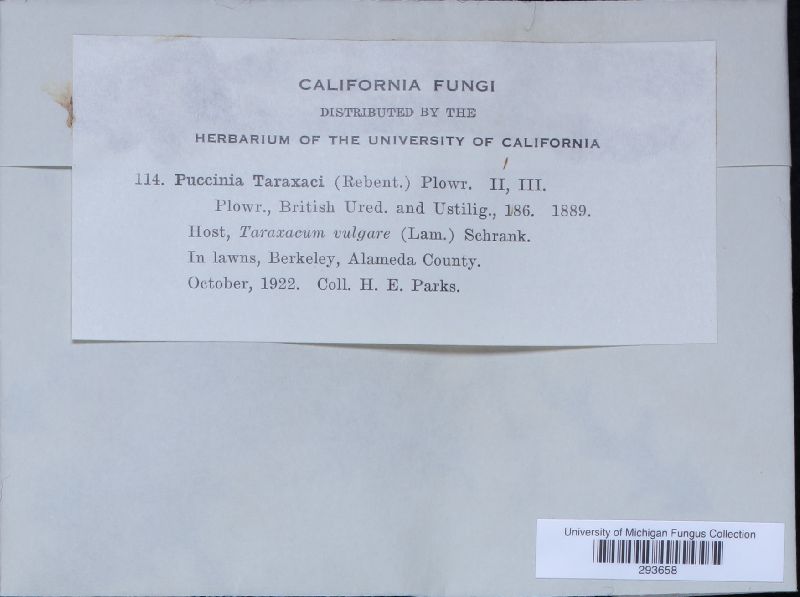 CALIFORNIA FUNGI
DISTRIBUTED BY THE
HERBARIUM OF THE UNIVERSITY OF CALIFORNIA
114. Puccinia Taraxaci (Rebent.) Plowr. II, III.
Plowr., British Ured. and Ustilig., 186. 1889.
Host, Taraxacum vulgare (Lam.) Schrank.
In lawns, Berkeley, Alameda County.
October, 1922. Coll. H. E. Parks.
University of Michigan Fungus Collection
293658